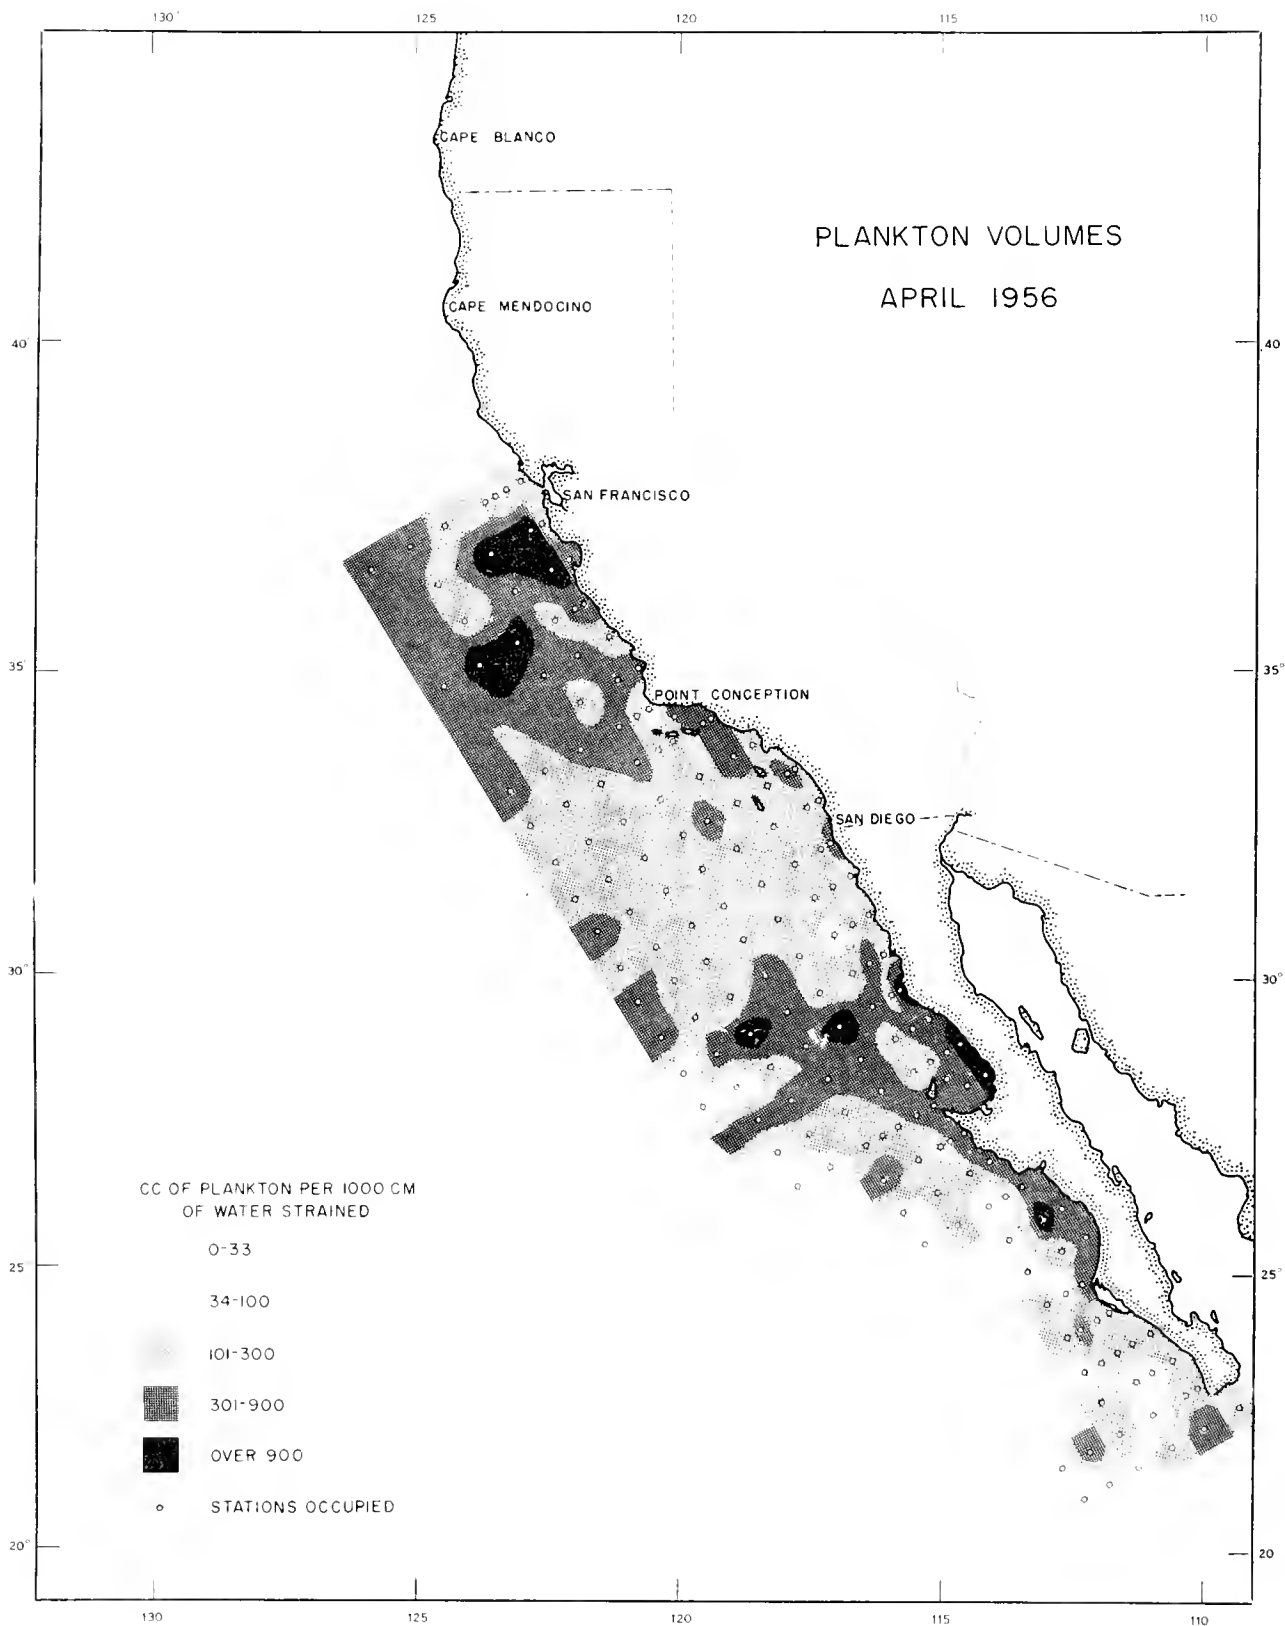 130° 125 120 115 110
CAPE BLANCO
PLANKTON VOLUMES
APRIL 1956
CAPE MENDOCINO
40° 40
SAN FRANCISCO
35° 35°
POINT CONCEPTION
SAN DIEGO
30° 30°
CC OF PLANKTON PER 1000 CM
OF WATER STRAINED
0-33
25° 25°
34-100
101-300
301-900
OVER 900
STATIONS OCCUPIED
20° 20
130 125 120 115 110